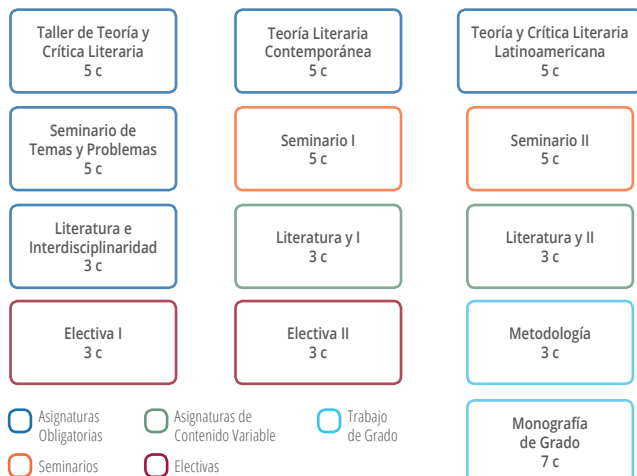 Taller de Teoría y
Crítica Literaria
5 c
Teoría Literaria
Contemporánea
5 c
Teoría y Crítica Literaria
Latinoamericana
5 c
Seminario de
Temas y Problemas
5 c
Seminario I
5 c
Seminario II
5 c
Literatura e
Interdisciplinaridad
3 c
Literatura y I
3 c
Literatura y II
3 c
Electiva I
3 c
Electiva II
3 c
Metodología
3 c
Asignaturas
Obligatorias
Asignaturas de
Contenido Variable
Trabajo
de Grado
Seminarios
Electivas
Monografía
de Grado
7 c